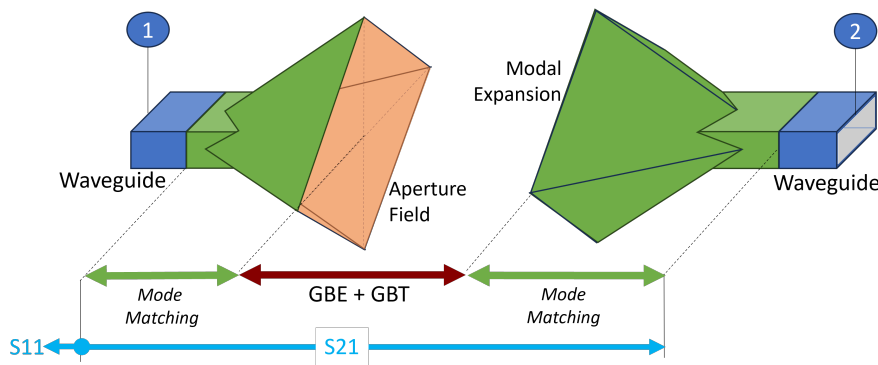 1
2
Modal
Expansion
Waveguide
Aperture
Field
Waveguide
Mode
Matching
GBE + GBT
Mode
Matching
S11
S21